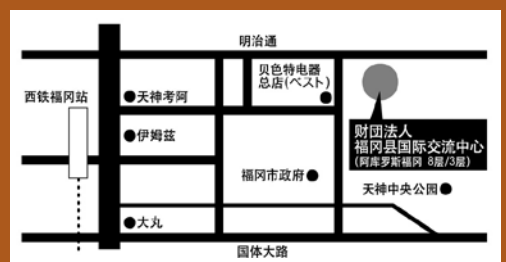 明治通
贝色特电器
总店(ベスト)
西铁福冈站
天神考阿
伊姆兹
财团法人
福冈县国际交流中心
(阿库罗斯福冈 8层/3层)
福冈市政府
天神中央公园
大丸
国体大路